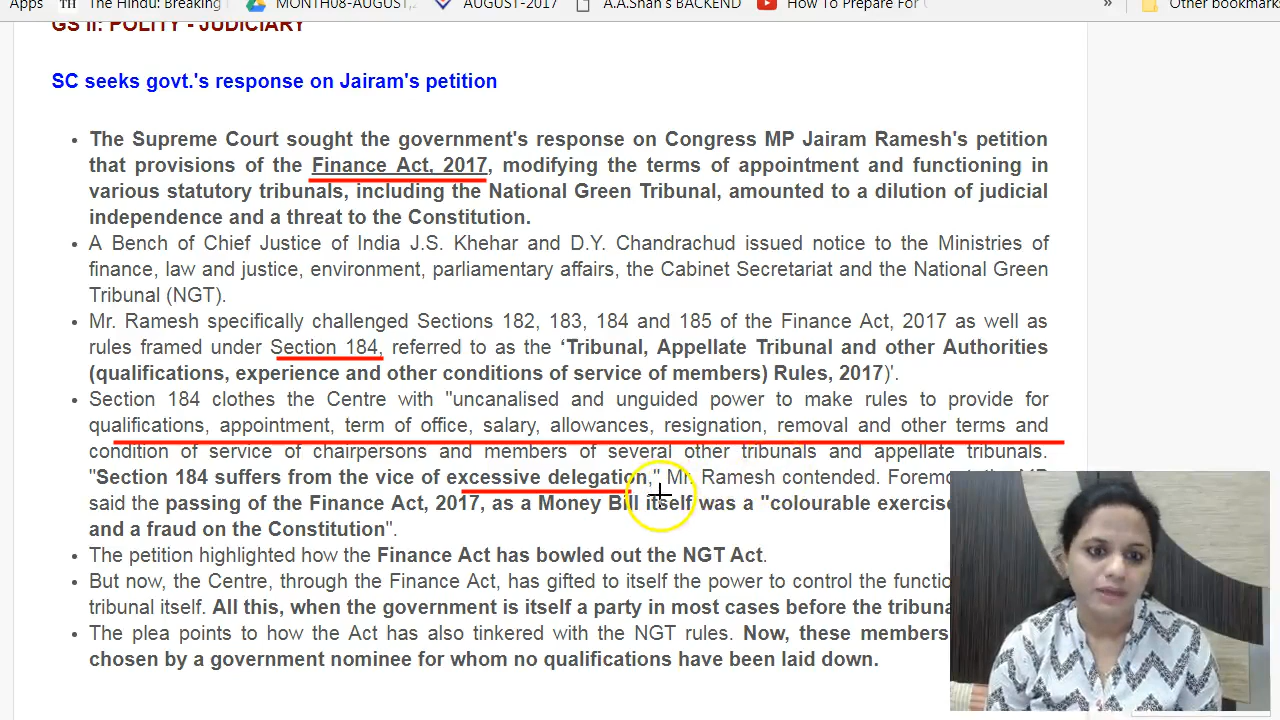 Apps TH The Hindu: Breaking MONTH08-AUGUST, AUGUST-2017 A.A.Shah's BACKEND How To Prepare For » Other bookmarks
GS II: POLITY - JUDICIARY
SC seeks govt.'s response on Jairam's petition
• The Supreme Court sought the government's response on Congress MP Jairam Ramesh's petition
that provisions of the Finance Act, 2017, modifying the terms of appointment and functioning in
various statutory tribunals, including the National Green Tribunal, amounted to a dilution of judicial
independence and a threat to the Constitution.
• A Bench of Chief Justice of India J.S. Khehar and D.Y. Chandrachud issued notice to the Ministries of
finance, law and justice, environment, parliamentary affairs, the Cabinet Secretariat and the National Green
Tribunal (NGT).
• Mr. Ramesh specifically challenged Sections 182, 183, 184 and 185 of the Finance Act, 2017 as well as
rules framed under Section 184, referred to as the ‘Tribunal, Appellate Tribunal and other Authorities
(qualifications, experience and other conditions of service of members) Rules, 2017)'.
• Section 184 clothes the Centre with "uncanalised and unguided power to make rules to provide for
qualifications, appointment, term of office, salary, allowances, resignation, removal and other terms and
condition of service of chairpersons and members of several other tribunals and appellate tribunals.
"Section 184 suffers from the vice of excessive delegation," Mr. Ramesh contended.
said the passing of the Finance Act, 2017, as a Money Bill itself was a "colourable exercise
and a fraud on the Constitution".
• The petition highlighted how the Finance Act has bowled out the NGT Act.
• But now, the Centre, through the Finance Act, has gifted to itself the power to control the
tribunal itself. All this, when the government is itself a party in most cases before the
• The plea points to how the Act has also tinkered with the NGT rules. Now, these members
chosen by a government nominee for whom no qualifications have been laid down.